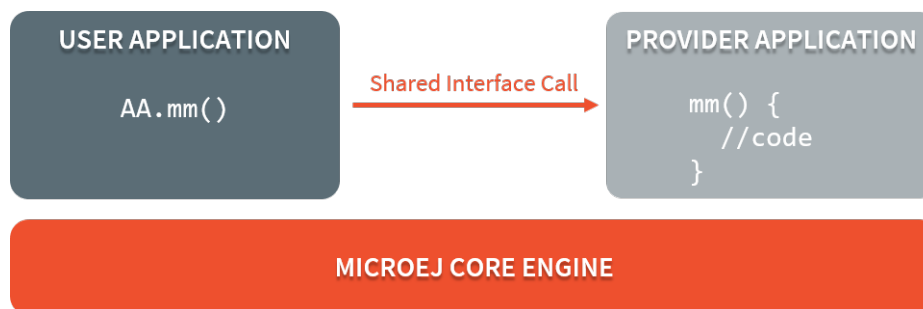 USER APPLICATION
AA.mm()
Shared Interface Call
PROVIDER APPLICATION
mm() {
//code
}
MICROEJ CORE ENGINE